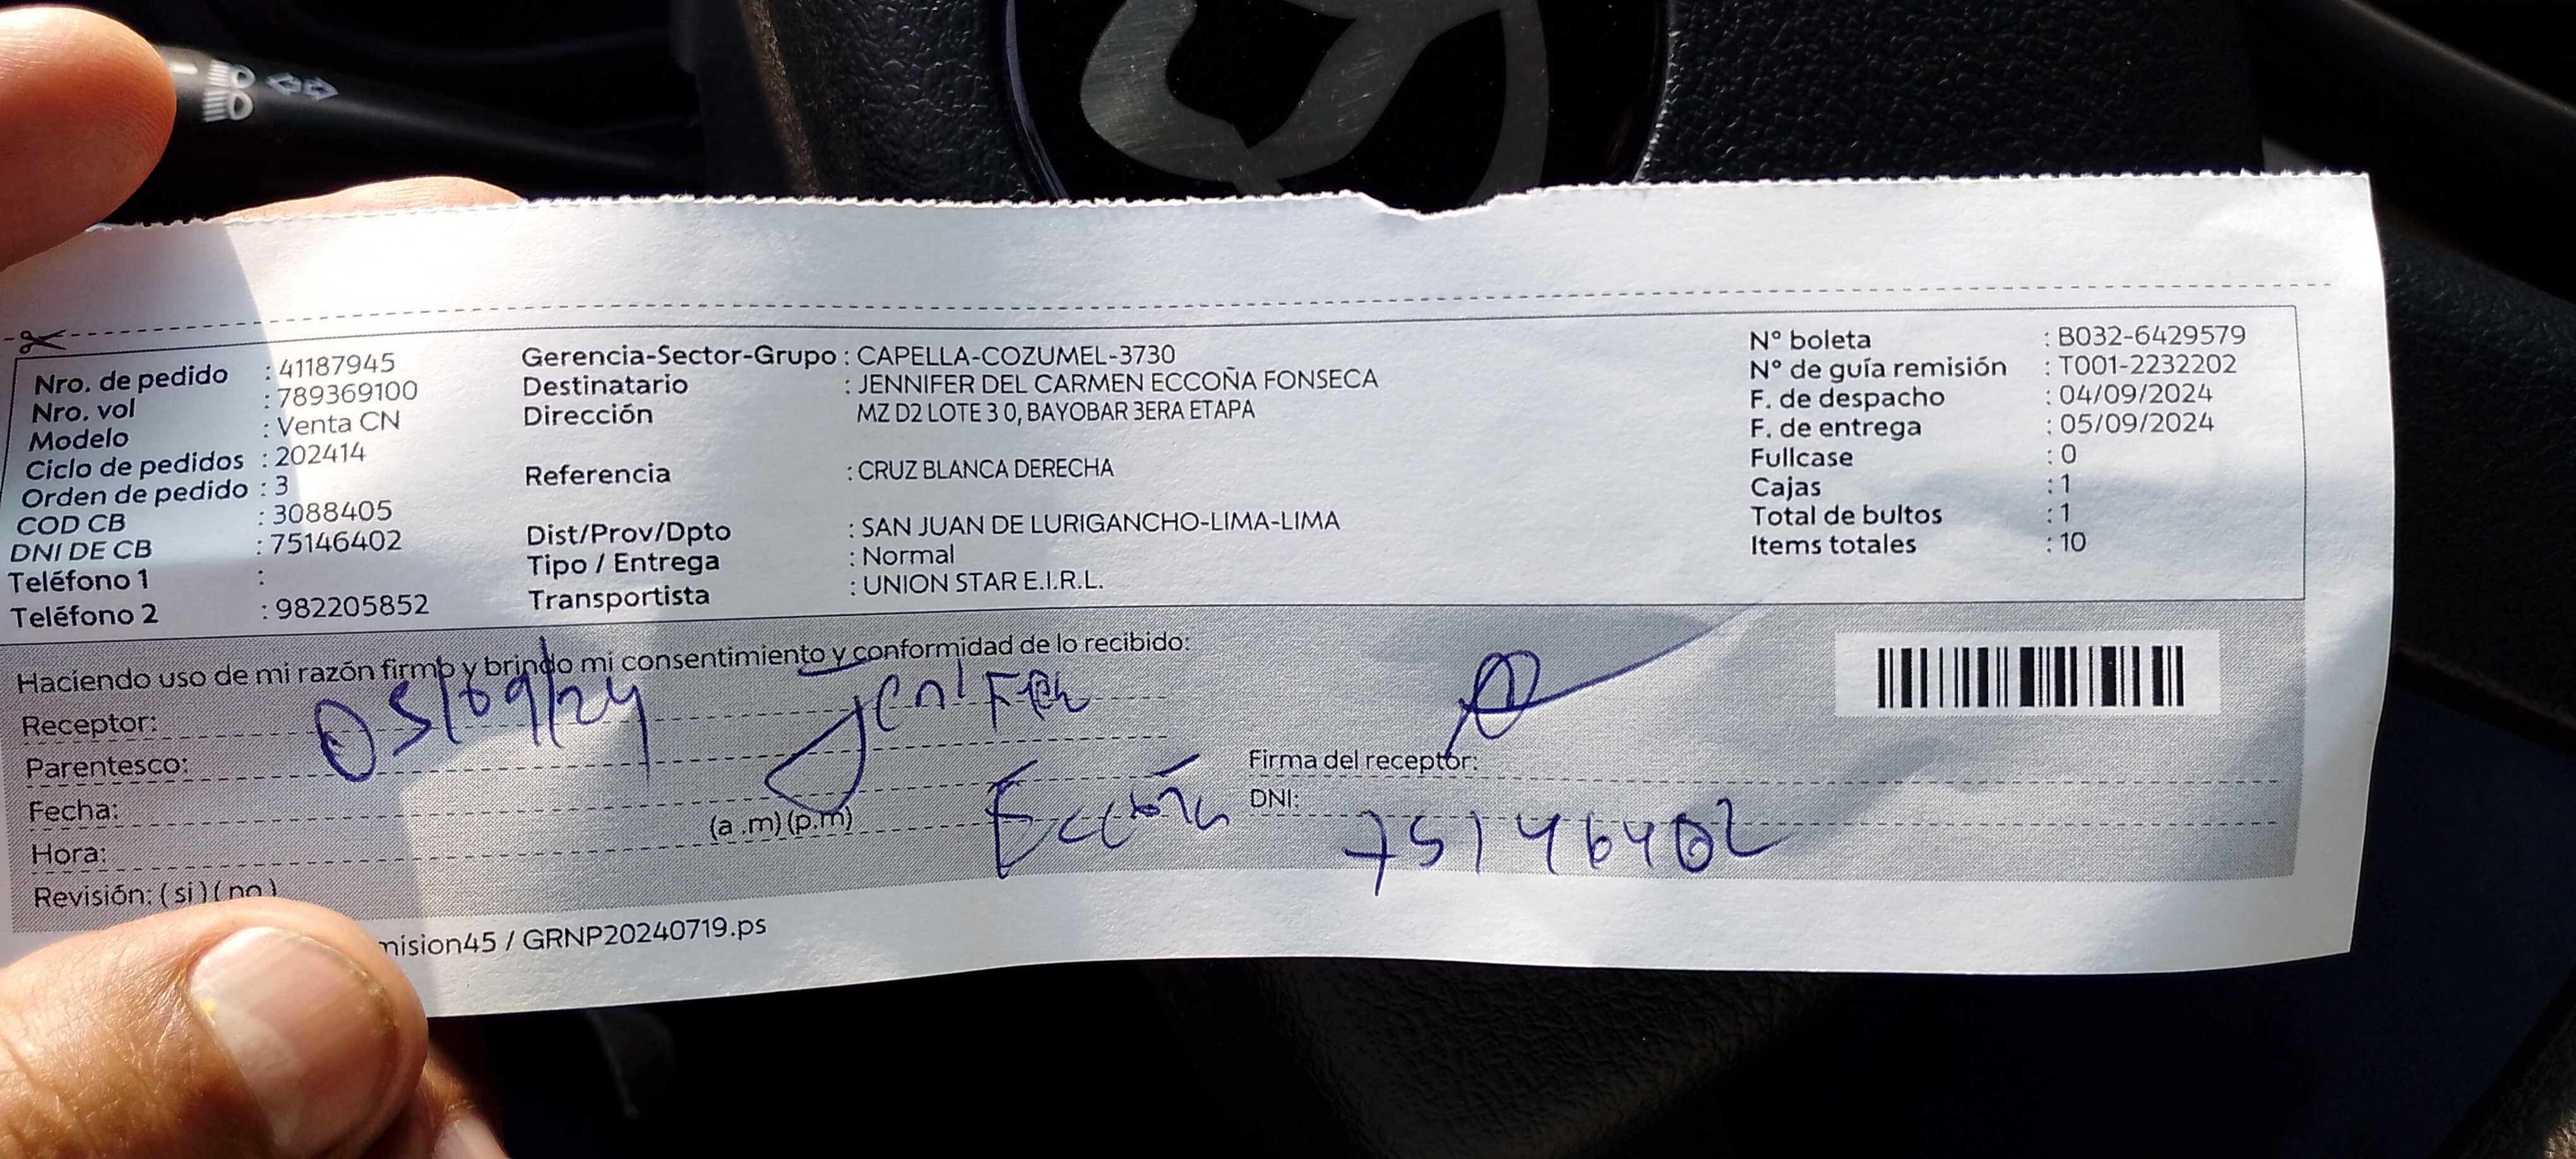 Nro. de pedido : 41187945
Nro. vol : 789369100
Modelo : Venta CN
Ciclo de pedidos : 202414
Orden de pedido : 3
COD CB : 3088405
DNI DE CB : 75146402
Teléfono 1 :
Teléfono 2 : 982205852
Gerencia-Sector-Grupo : CAPELLA-COZUMEL-3730
Destinatario : JENNIFER DEL CARMEN ECCOÑA FONSECA
Dirección MZ D2 LOTE 3 0, BAYOBAR 3ERA ETAPA
Referencia : CRUZ BLANCA DERECHA
Dist/Prov/Dpto : SAN JUAN DE LURIGANCHO-LIMA-LIMA
Tipo / Entrega : Normal
Transportista : UNION STAR E.I.R.L.
N° boleta : B032-6429579
N° de guía remisión : T001-2232202
F. de despacho : 04/09/2024
F. de entrega : 05/09/2024
Fullcase : 0
Cajas : 1
Total de bultos : 1
Items totales : 10
Haciendo uso de mi razón firmo y brindo mi consentimiento y conformidad de lo recibido:
Receptor: 05/09/24 Jenifer
Parentesco:
Fecha: Eccoña
(a .m) (p.m)
Hora:
Revisión: ( si ) ( no )
Firma del receptor:
DNI: 75146402
mision45 / GRNP20240719.ps